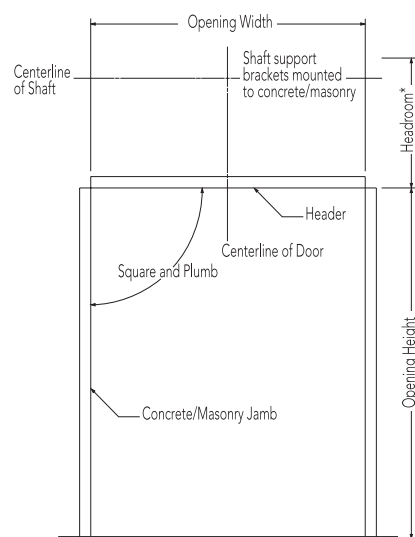 Opening Width
Centerline
of Shaft
Shaft support
brackets mounted
to concrete/masonry
Headroom*
Header
Centerline of Door
Square and Plumb
Opening Height
Concrete/Masonry Jamb